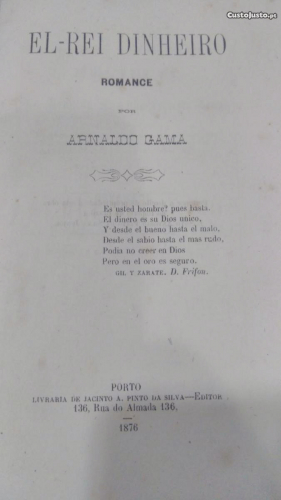 CustoJusto.pt
EL-REI DINHEIRO
ROMANCE
POR
ARNALDO GAMA
Es usted hombre? pues basta.
El dinero es su Dios unico,
Y desde el bueno hasta el malo,
Desde el sabio hasta el mas rudo,
Podia no creer en Dios
Pero en el oro es seguro.
GIL Y ZARATE. D. Frifon.
PORTO
LIVRARIA DE JACINTO A. PINTO DA SILVA—EDITOR
136, Rua do Almada 136.
1876